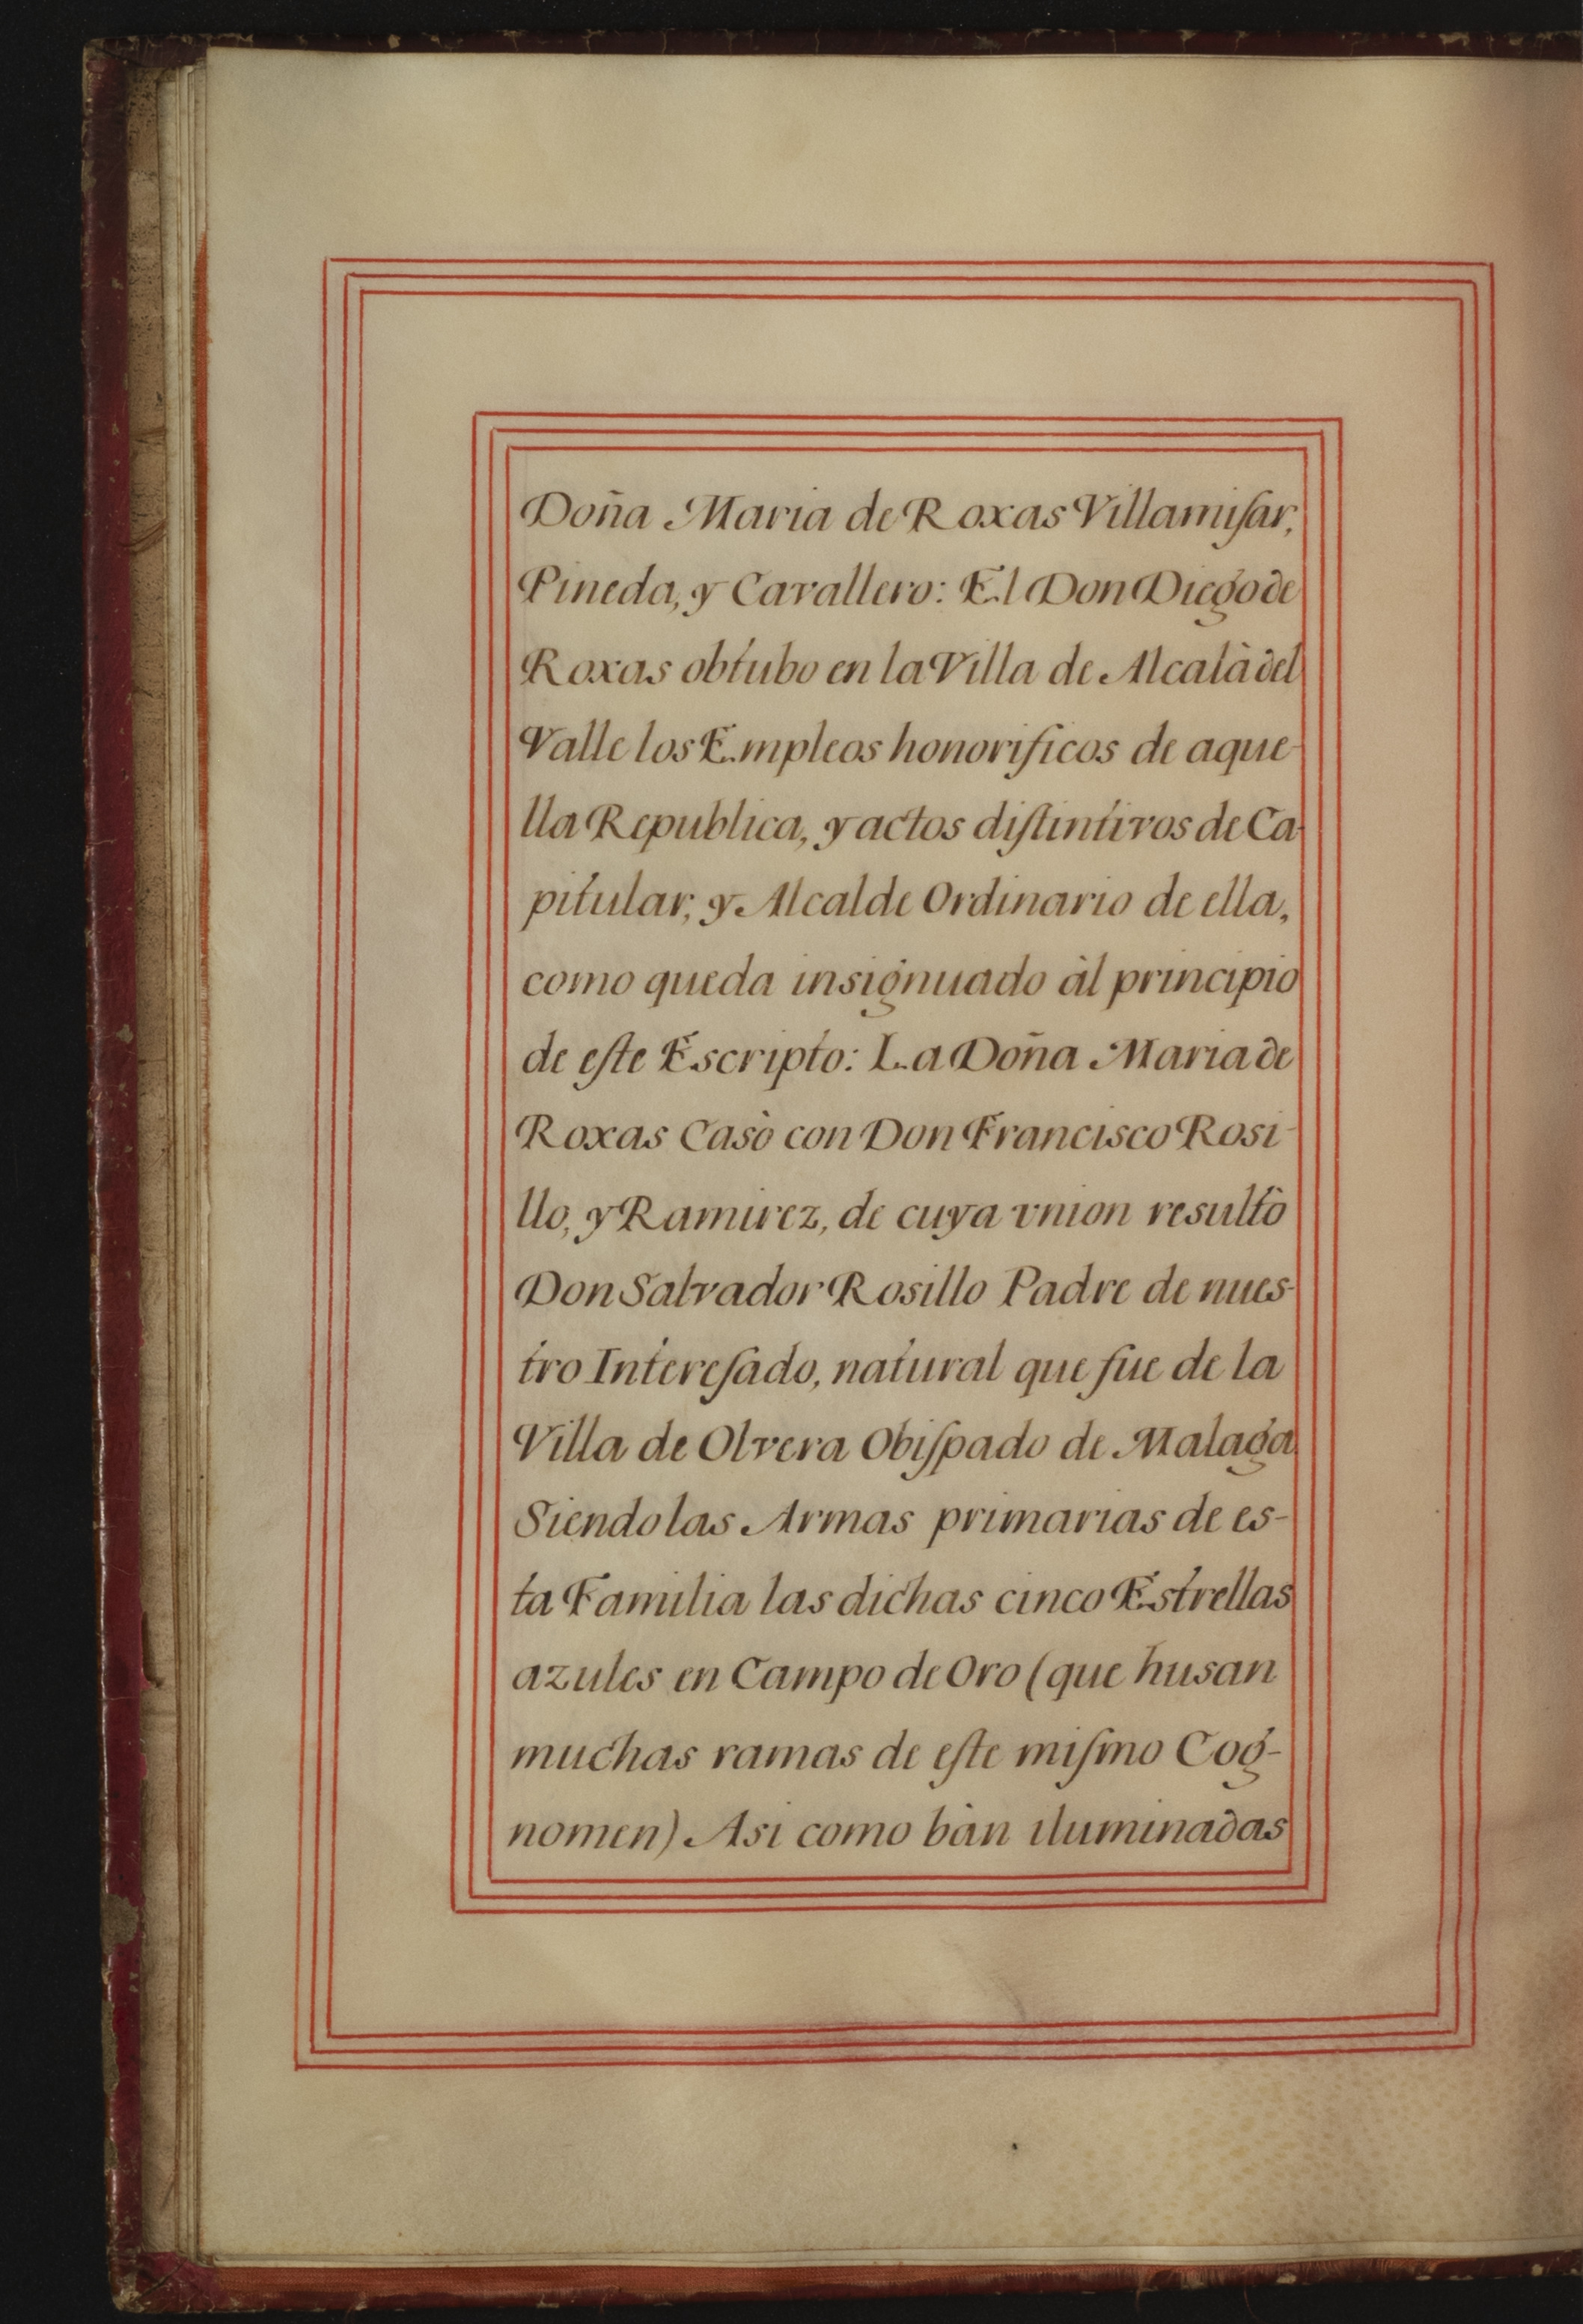 Doña Maria de Roxas Villamiſar,
Pineda, y Cavallero: El Don Diego de
Roxas obtubo en la Villa de Alcalà del
Valle los Empleos honorificos de aque-
lla Republica, y actos diſtintivos de Ca-
pitular, y Alcalde Ordinario de ella,
como queda insignuado àl principio
de eſte Escripto: La Doña Maria de
Roxas Casò con Don Francisco Rosi-
llo, y Ramirez, de cuya vnion resultò
Don Salvador Rosillo Padre de nues-
tro Intereſado, natural que fue de la
Villa de Olvera Obiſpado de Malaga
Siendo las Armas primarias de es-
ta Familia las dichas cinco Estrellas
azules en Campo de Oro (que husan
muchas ramas de eſte miſmo Cog-
nomen) Asi como bàn iluminadas